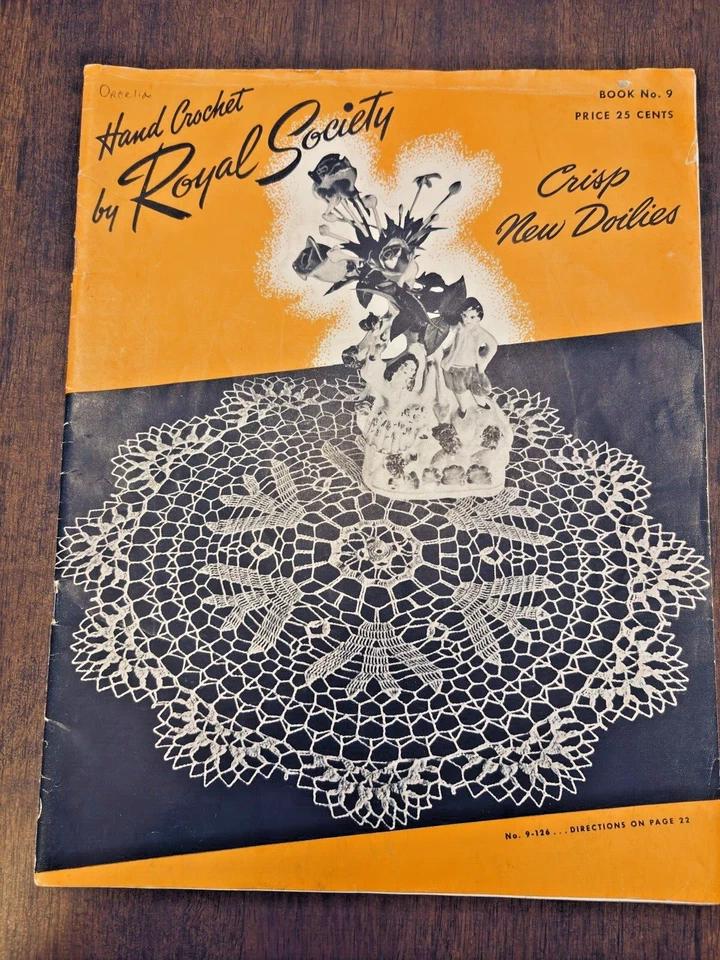 Hand Crochet
by Royal Society
BOOK No. 9
PRICE 25 CENTS
Crisp
New Doilies
No. 9-126 . . . DIRECTIONS ON PAGE 22